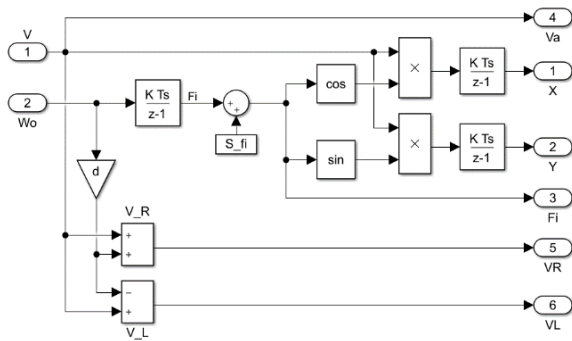 V
1
4
Va
cos
×
K Ts
z-1
1
X
2
Wo
K Ts
z-1
Fi
+
+
S_fi
sin
×
K Ts
z-1
2
Y
d
3
Fi
V_R
+
+
5
VR
−
+
V_L
6
VL